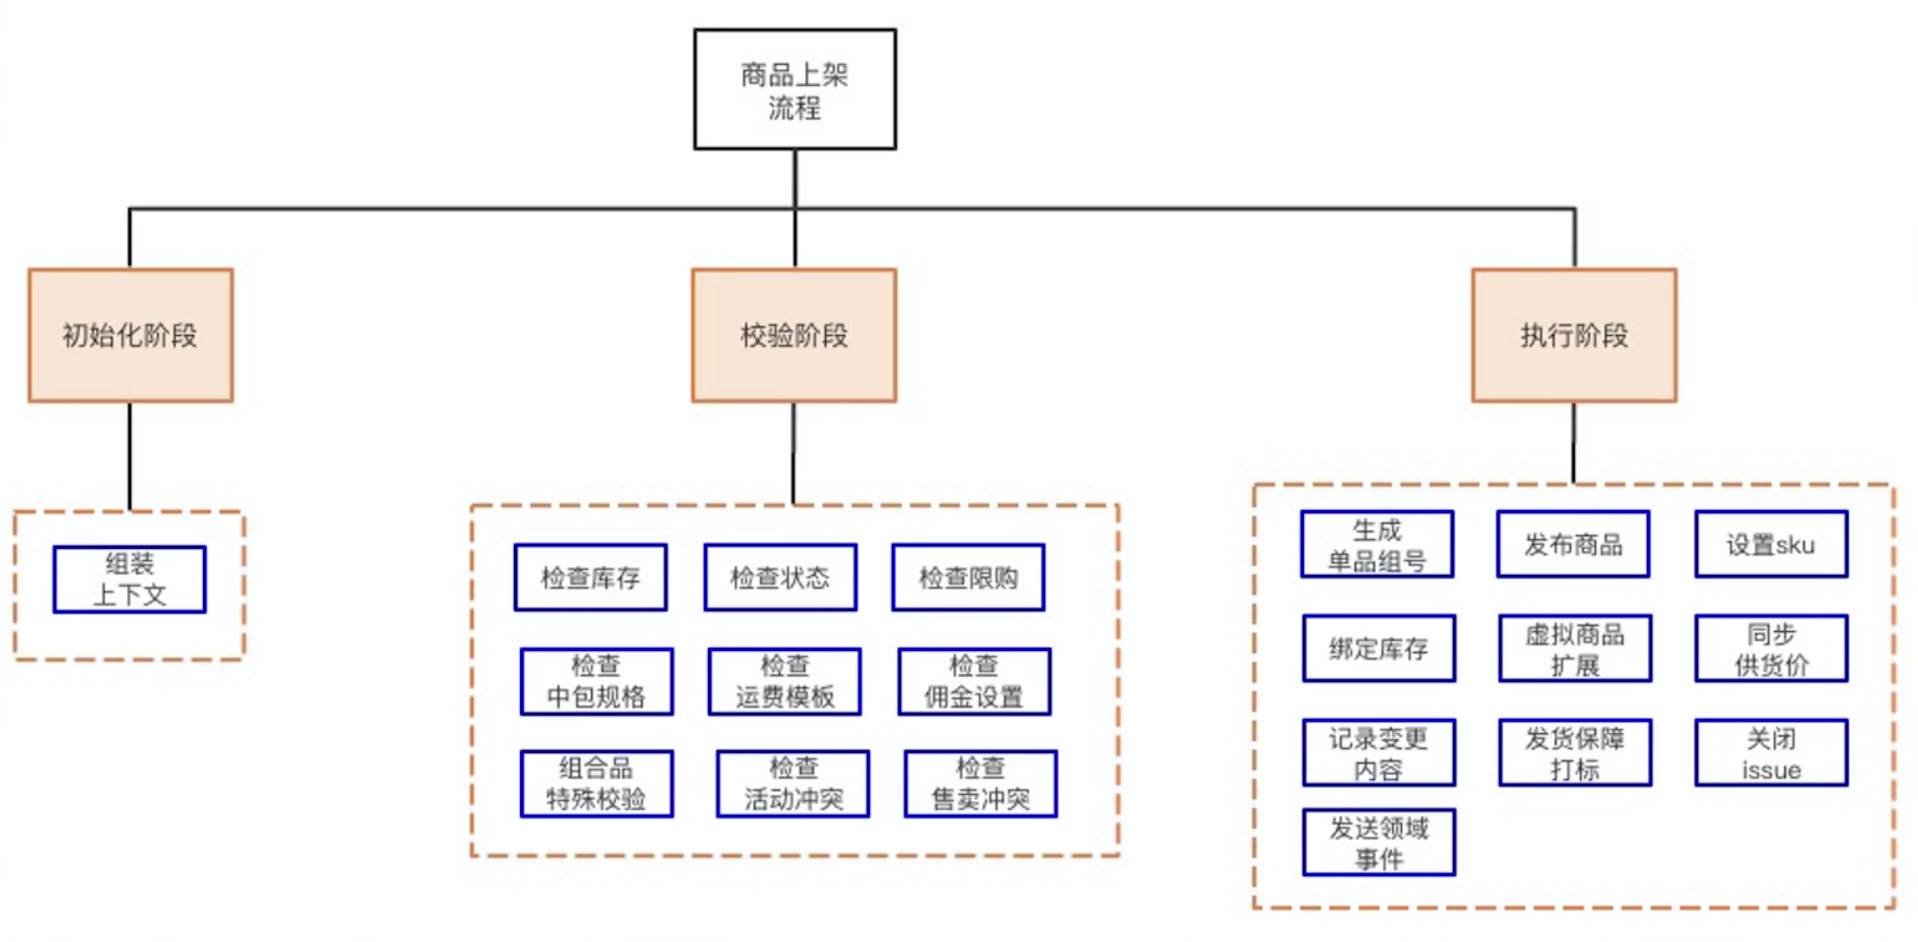 商品上架
流程
初始化阶段
校验阶段
执行阶段
组装
上下文
检查库存
检查状态
检查限购
检查
中包规格
检查
运费模板
检查
佣金设置
组合品
特殊校验
检查
活动冲突
检查
售卖冲突
生成
单品组号
发布商品
设置sku
绑定库存
虚拟商品
扩展
同步
供货价
记录变更
内容
发货保障
打标
关闭
issue
发送领域
事件